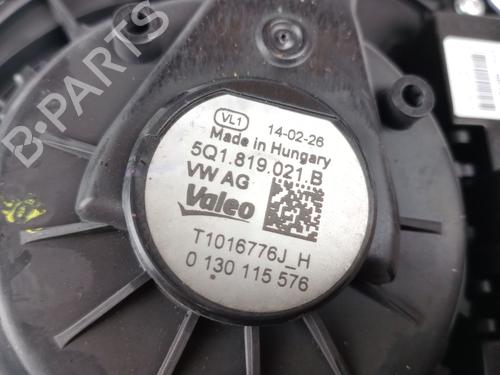 B-PARTS
VL1
14-02-26
Made in Hungary
5Q1.819.021.B
VW AG
Valeo
T1016776J_H
0 130 115 576